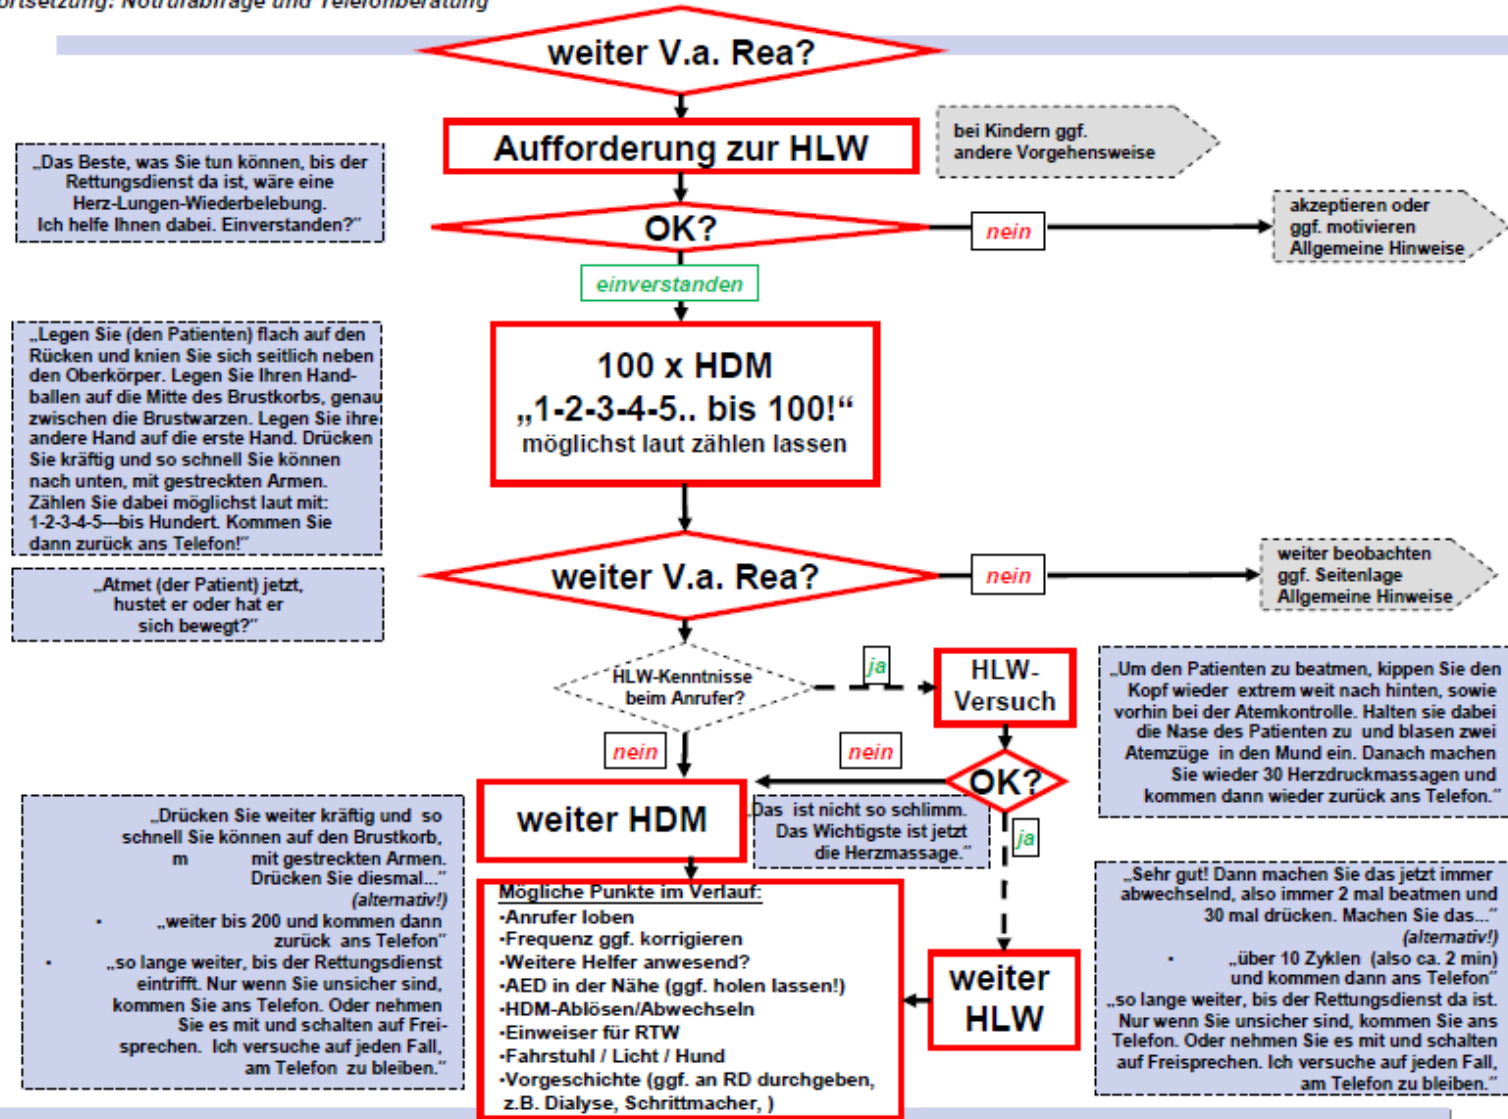 ortsetzung: Notrufabfrage und Telefonberatung
weiter V.a. Rea?
Aufforderung zur HLW
bei Kindern ggf.
andere Vorgehensweise
„Das Beste, was Sie tun können, bis der
Rettungsdienst da ist, wäre eine
Herz-Lungen-Wiederbelebung.
Ich helfe Ihnen dabei. Einverstanden?”
OK?
nein
akzeptieren oder
ggf. motivieren
Allgemeine Hinweise
einverstanden
„Legen Sie (den Patienten) flach auf den
Rücken und knien Sie sich seitlich neben
den Oberkörper. Legen Sie Ihren Hand-
ballen auf die Mitte des Brustkorbs, genau
zwischen die Brustwarzen. Legen Sie ihre
andere Hand auf die erste Hand. Drücken
Sie kräftig und so schnell Sie können
nach unten, mit gestreckten Armen.
Zählen Sie dabei möglichst laut mit:
1-2-3-4-5---bis Hundert. Kommen Sie
dann zurück ans Telefon!”
100 x HDM
„1-2-3-4-5.. bis 100!“
möglichst laut zählen lassen
„Atmet (der Patient) jetzt,
hustet er oder hat er
sich bewegt?”
weiter V.a. Rea?
nein
weiter beobachten
ggf. Seitenlage
Allgemeine Hinweise
HLW-Kenntnisse
beim Anrufer?
ja
HLW-
Versuch
„Um den Patienten zu beatmen, kippen Sie den
Kopf wieder extrem weit nach hinten, sowie
vorhin bei der Atemkontrolle. Halten sie dabei
die Nase des Patienten zu und blasen zwei
Atemzüge in den Mund ein. Danach machen
Sie wieder 30 Herzdruckmassagen und
kommen dann wieder zurück ans Telefon.”
nein
nein
OK?
weiter HDM
„Das ist nicht so schlimm.
Das Wichtigste ist jetzt
die Herzmassage.”
ja
„Drücken Sie weiter kräftig und so
schnell Sie können auf den Brustkorb,
m mit gestreckten Armen.
Drücken Sie diesmal...”
(alternativ!)
• „weiter bis 200 und kommen dann
zurück ans Telefon”
• „so lange weiter, bis der Rettungsdienst
eintrifft. Nur wenn Sie unsicher sind,
kommen Sie ans Telefon. Oder nehmen
Sie es mit und schalten auf Frei-
sprechen. Ich versuche auf jeden Fall,
am Telefon zu bleiben.”
Mögliche Punkte im Verlauf:
•Anrufer loben
•Frequenz ggf. korrigieren
•Weitere Helfer anwesend?
•AED in der Nähe (ggf. holen lassen!)
•HDM-Ablösen/Abwechseln
•Einweiser für RTW
•Fahrstuhl / Licht / Hund
•Vorgeschichte (ggf. an RD durchgeben,
z.B. Dialyse, Schrittmacher, )
weiter
HLW
„Sehr gut! Dann machen Sie das jetzt immer
abwechselnd, also immer 2 mal beatmen und
30 mal drücken. Machen Sie das...”
(alternativ!)
• „über 10 Zyklen (also ca. 2 min)
und kommen dann ans Telefon”
„so lange weiter, bis der Rettungsdienst da ist.
Nur wenn Sie unsicher sind, kommen Sie ans
Telefon. Oder nehmen Sie es mit und schalten
auf Freisprechen. Ich versuche auf jeden Fall,
am Telefon zu bleiben.”